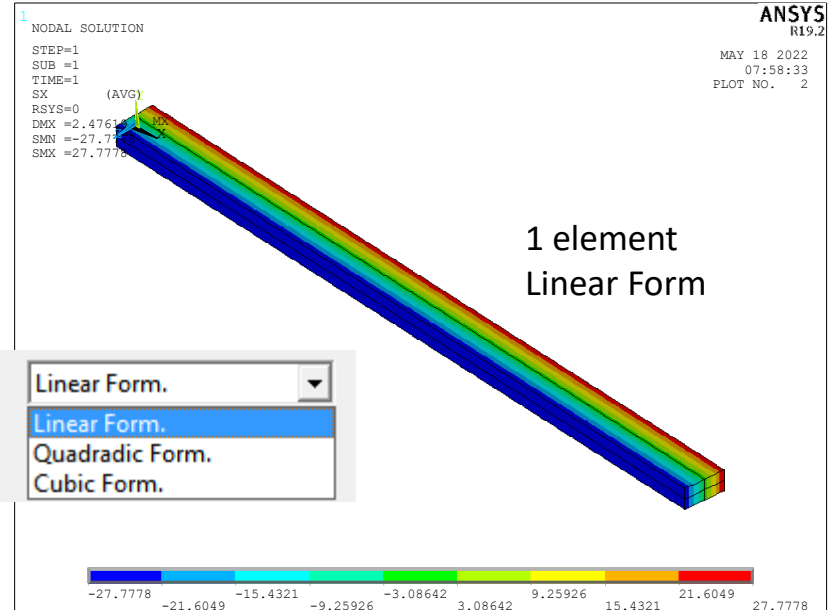 1
NODAL SOLUTION
STEP=1
SUB =1
TIME=1
SX (AVG)
RSYS=0
DMX =2.4761
SMN =-27.7
SMX =27.7778
Y
MX
X
ANSYS
R19.2
MAY 18 2022
07:58:33
PLOT NO. 2
1 element
Linear Form
Linear Form.
Linear Form.
Quadradic Form.
Cubic Form.
-27.7778 -15.4321 -3.08642 9.25926 21.6049
-21.6049 -9.25926 3.08642 15.4321 27.7778